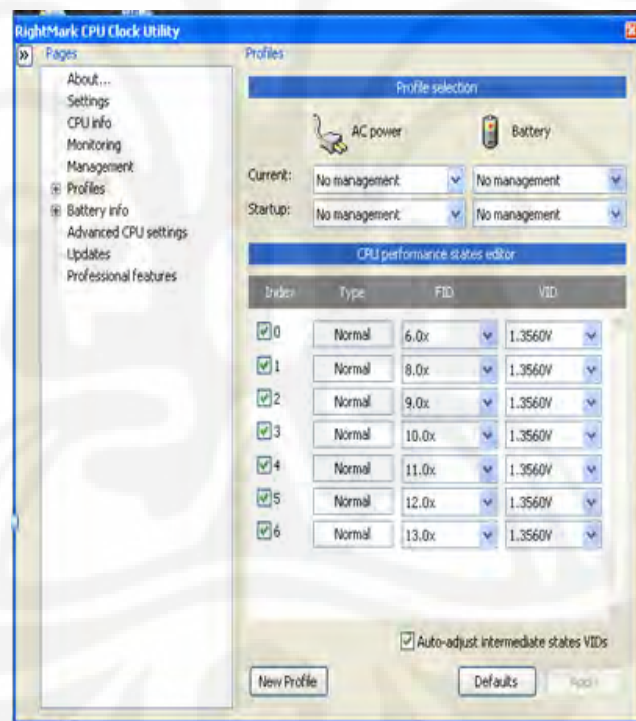 RightMark CPU Clock Utility
Pages
About...
Settings
CPU info
Monitoring
Management
Profiles
Battery info
Advanced CPU settings
Updates
Professional features
Profiles
Profile selection
AC power Battery
Current: No management No management
Startup: No management No management
CPU performance states editor
Index Type FID VID
0 Normal 6.0x 1.3560V
1 Normal 8.0x 1.3560V
2 Normal 9.0x 1.3560V
3 Normal 10.0x 1.3560V
4 Normal 11.0x 1.3560V
5 Normal 12.0x 1.3560V
6 Normal 13.0x 1.3560V
Auto-adjust intermediate states VIDs
New Profile Defaults Apply